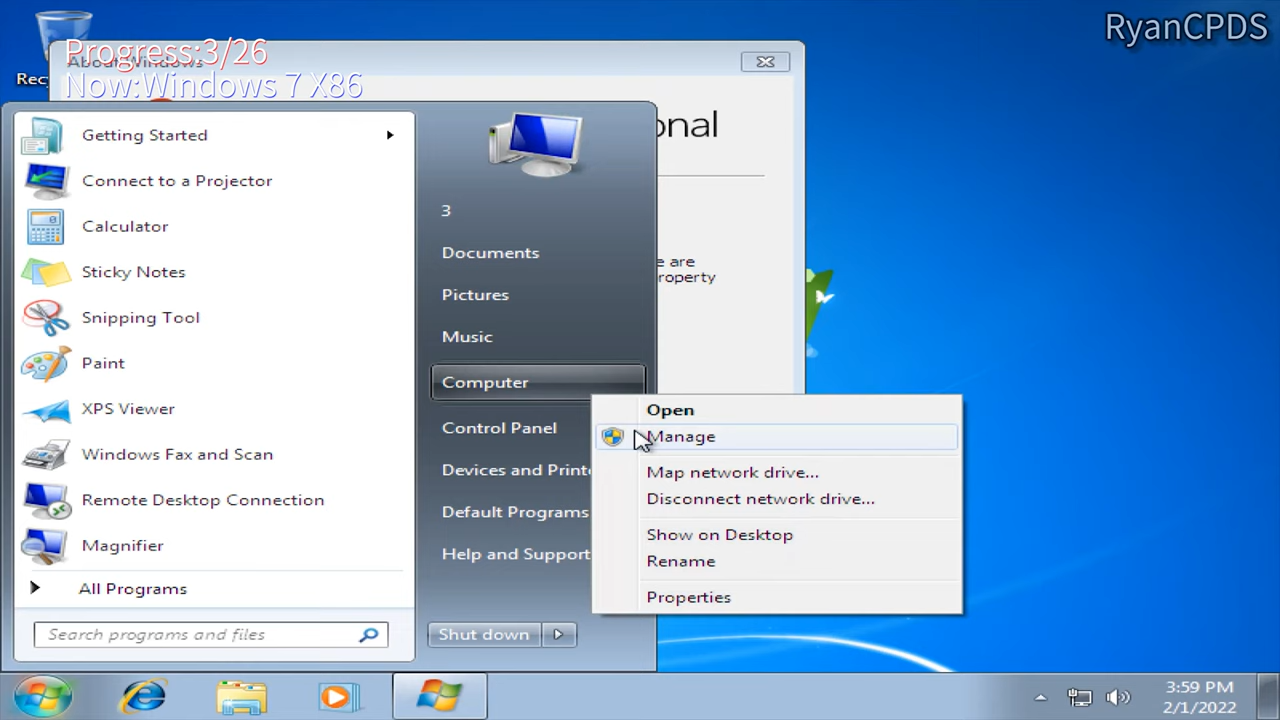 RyanCPDS
Progress:3/26
About Windows
Now:Windows 7 X86
Getting Started
Connect to a Projector
Calculator
Sticky Notes
Snipping Tool
Paint
XPS Viewer
Windows Fax and Scan
Remote Desktop Connection
Magnifier
All Programs
Search programs and files
3
Documents
Pictures
Music
Computer
Control Panel
Devices and Printe
Default Programs
Help and Support
Shut down
onal
e are
property
Open
Manage
Map network drive...
Disconnect network drive...
Show on Desktop
Rename
Properties
3:59 PM
2/1/2022